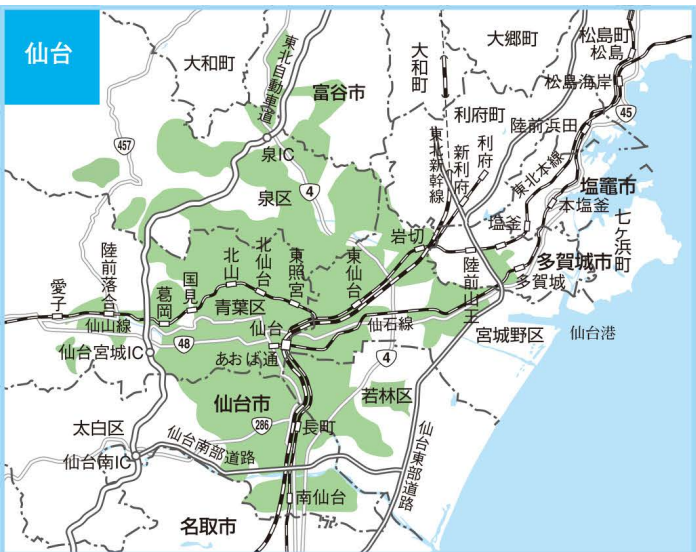 仙台
大和町
東北自動車道
富谷市
大和町
大郷町
松島町
松島
松島海岸
45
利府町
陸前浜田
457
泉IC
4
泉区
東北新幹線
新利府
利府
東北本線
塩竈市
本塩釜
七ケ浜町
塩釜
岩切
多賀城市
多賀城
陸前山王
愛子
陸前落合
葛岡
国見
北山
北仙台
東照宮
東仙台
青葉区
仙山線
仙台
仙石線
宮城野区
仙台港
48
仙台宮城IC
あおば通
4
仙台市
若林区
286
長町
太白区
仙台南部道路
仙台南IC
仙台東部道路
南仙台
名取市